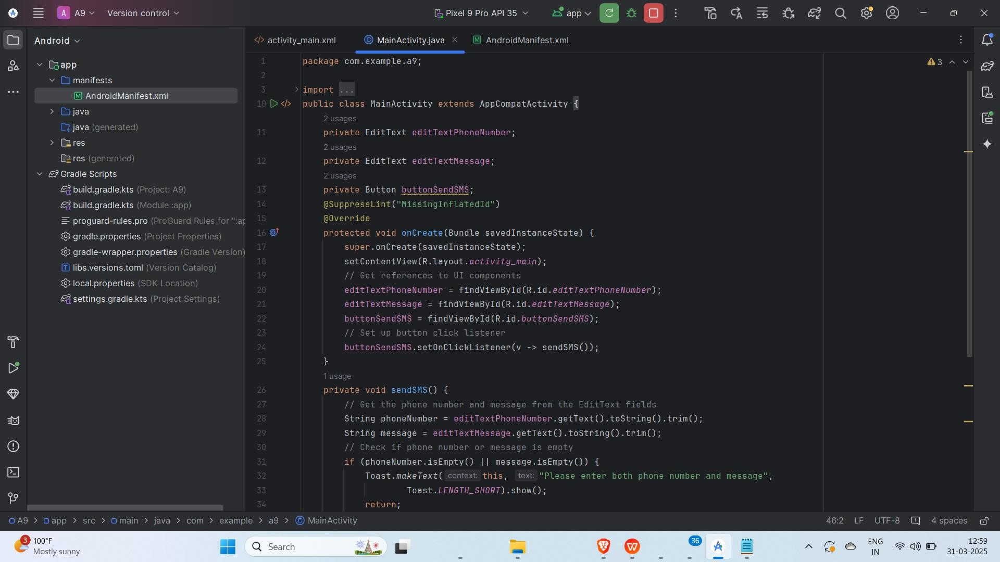 A A9 Version control Pixel 9 Pro API 35 app
Android
app
manifests
AndroidManifest.xml
java
java (generated)
res
res (generated)
Gradle Scripts
build.gradle.kts (Project: A9)
build.gradle.kts (Module :app)
proguard-rules.pro (ProGuard Rules for ":ap
gradle.properties (Project Properties)
gradle-wrapper.properties (Gradle Version)
libs.versions.toml (Version Catalog)
local.properties (SDK Location)
settings.gradle.kts (Project Settings)
activity_main.xml MainActivity.java AndroidManifest.xml
3
1 package com.example.a9;
2
3 import ...
10 public class MainActivity extends AppCompatActivity {
2 usages
11 private EditText editTextPhoneNumber;
2 usages
12 private EditText editTextMessage;
2 usages
13 private Button buttonSendSMS;
14 @SuppressLint("MissingInflatedId")
15 @Override
16 protected void onCreate(Bundle savedInstanceState) {
17 super.onCreate(savedInstanceState);
18 setContentView(R.layout.activity_main);
19 // Get references to UI components
20 editTextPhoneNumber = findViewById(R.id.editTextPhoneNumber);
21 editTextMessage = findViewById(R.id.editTextMessage);
22 buttonSendSMS = findViewById(R.id.buttonSendSMS);
23 // Set up button click listener
24 buttonSendSMS.setOnClickListener(v -> sendSMS());
25 }
1 usage
26 private void sendSMS() {
27 // Get the phone number and message from the EditText fields
28 String phoneNumber = editTextPhoneNumber.getText().toString().trim();
29 String message = editTextMessage.getText().toString().trim();
30 // Check if phone number or message is empty
31 if (phoneNumber.isEmpty() || message.isEmpty()) {
32 Toast.makeText( context: this, text: "Please enter both phone number and message",
33 Toast.LENGTH_SHORT).show();
34 return;
A9 > app > src > main > java > com > example > a9 > MainActivity 46:2 LF UTF-8 4 spaces
3
100°F
Mostly sunny
Search
36
ENG
IN
12:59
31-03-2025